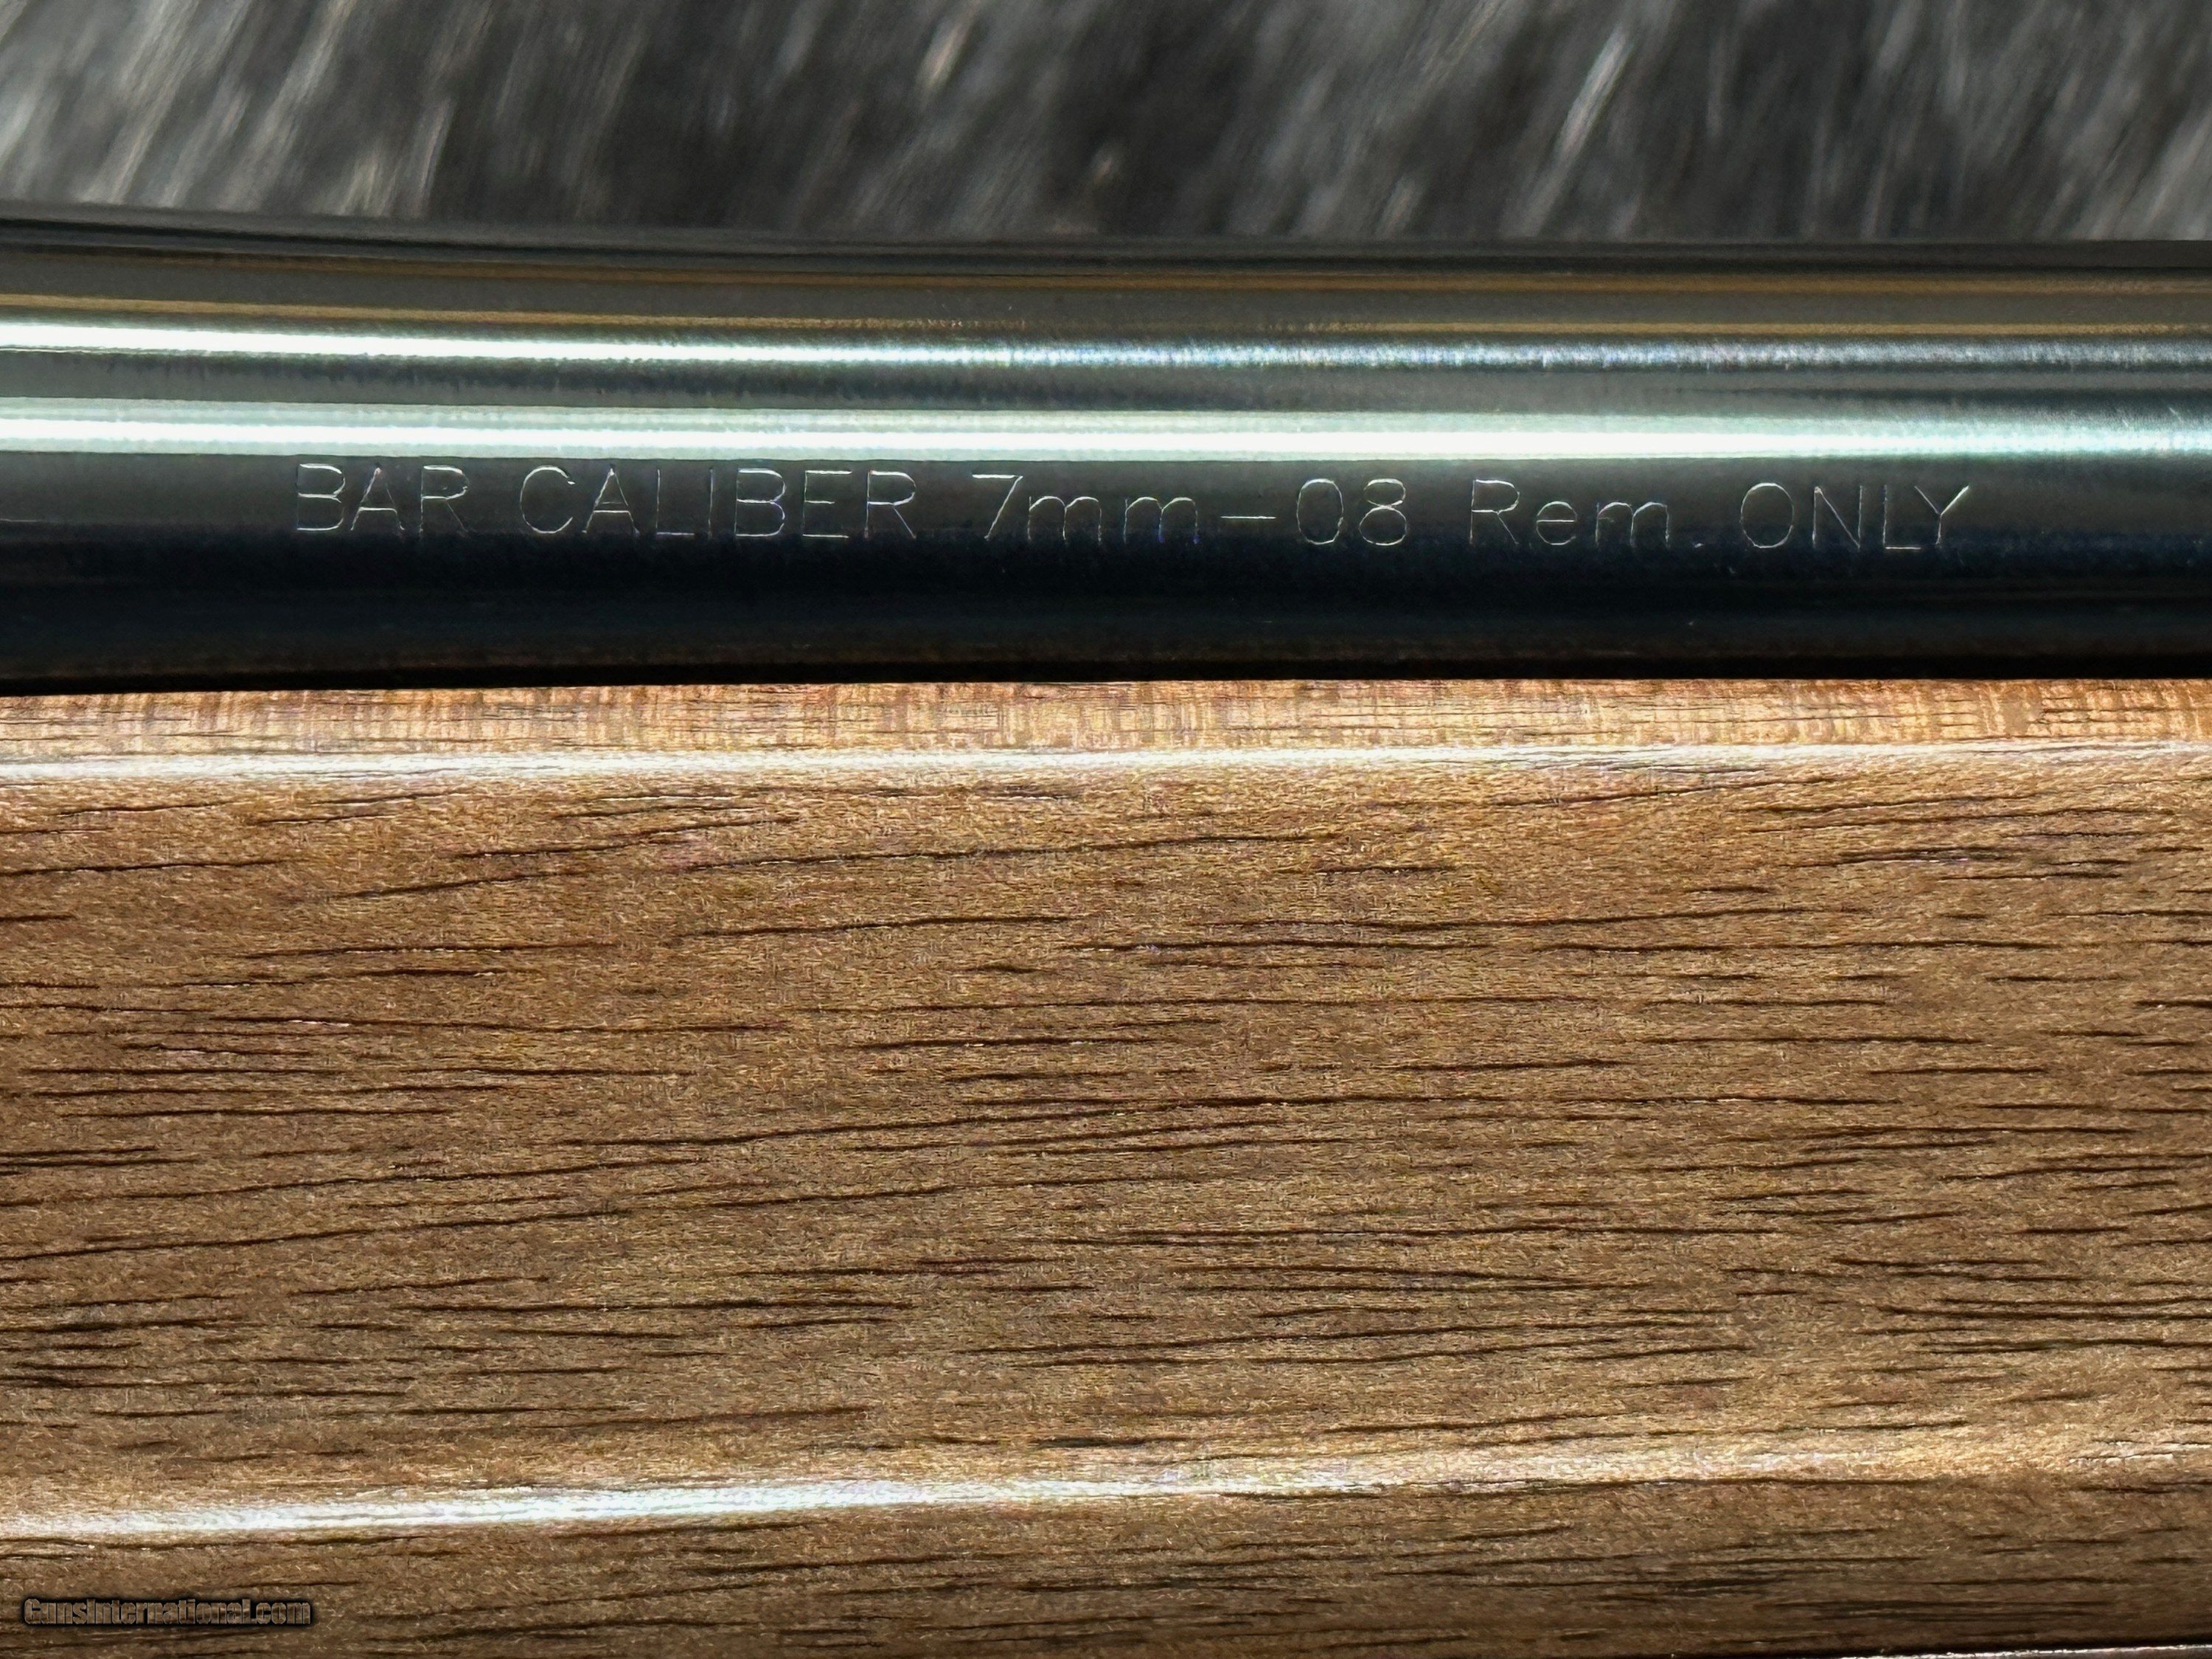 BAR CALIBER 7mm-08 Rem. ONLY
GunsInternational.com